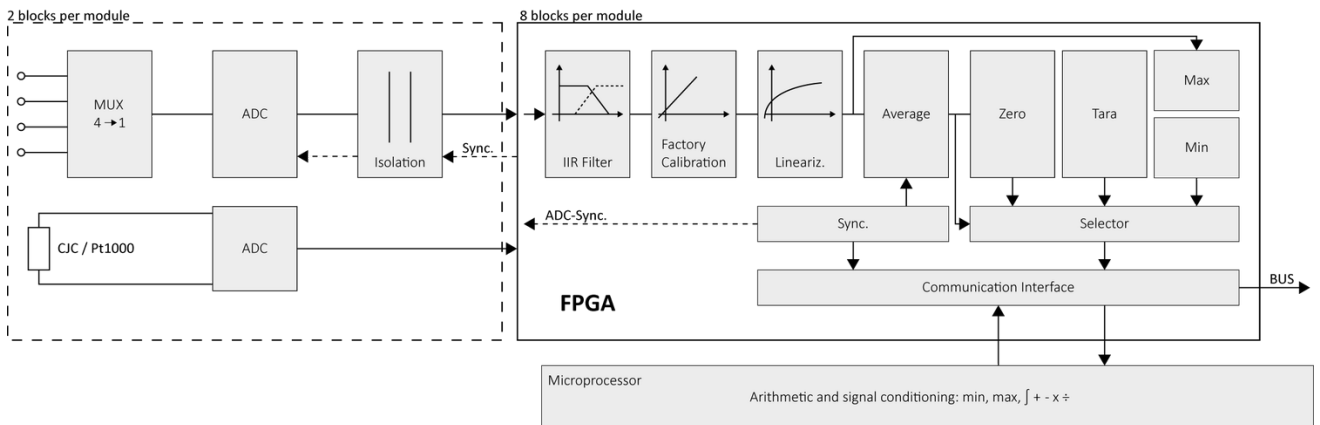 2 blocks per module
8 blocks per module
MUX
4 → 1
ADC
Isolation
Sync.
IIR Filter
Factory
Calibration
Lineariz.
Average
Zero
Tara
Max
Min
CJC / Pt1000
ADC
ADC-Sync.
Sync.
Selector
Communication Interface
BUS
FPGA
Microprocessor
Arithmetic and signal conditioning: min, max, ∫ + - x ÷